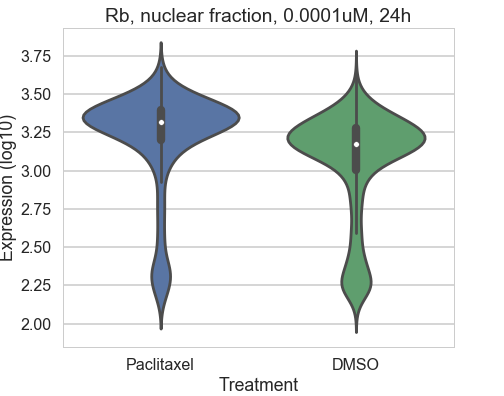 Rb, nuclear fraction, 0.0001uM, 24h
3.75
3.50
3.25
3.00
2.75
2.50
2.25
2.00
Expression (log10)
Paclitaxel DMSO
Treatment